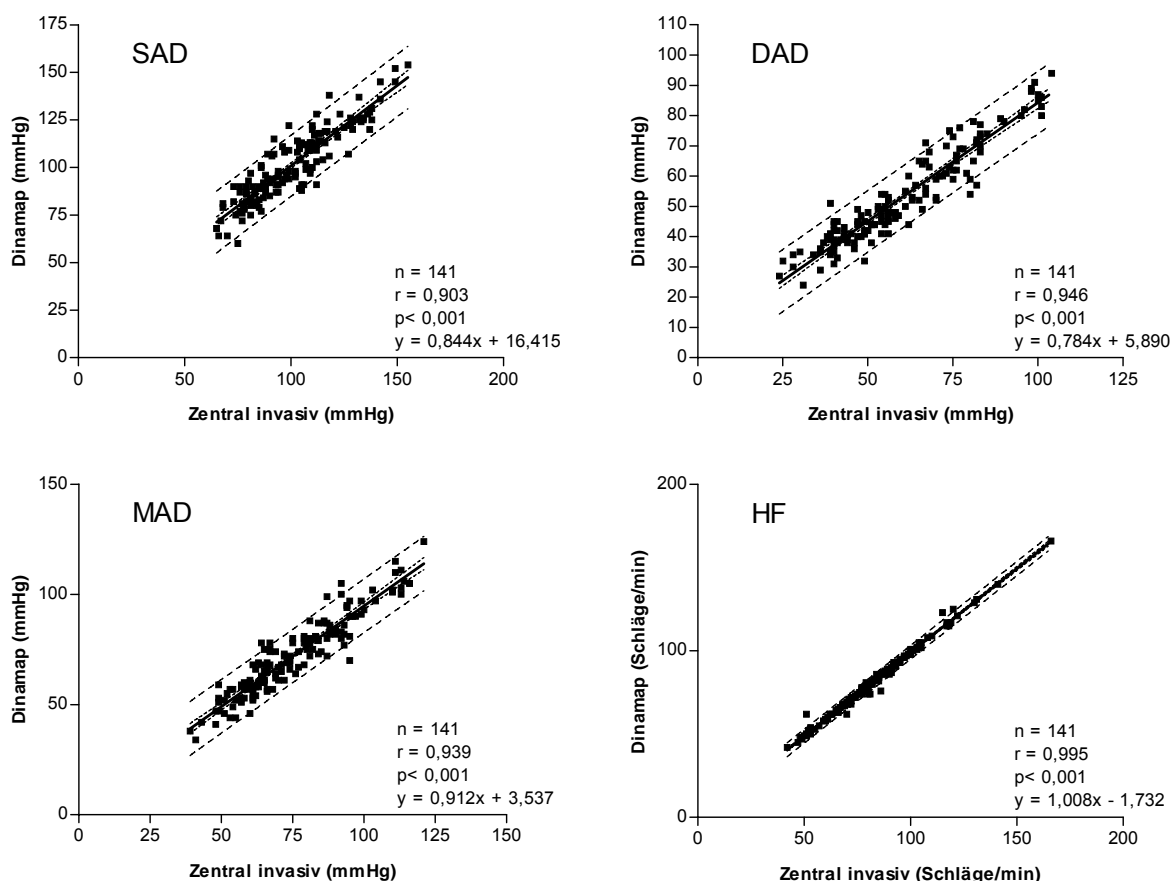 SAD
175
150
125
100
75
50
25
0
Dinamap (mmHg)
n = 141
r = 0,903
p< 0,001
y = 0,844x + 16,415
0 50 100 150 200
Zentral invasiv (mmHg)
DAD
110
100
90
80
70
60
50
40
30
20
10
0
Dinamap (mmHg)
n = 141
r = 0,946
p< 0,001
y = 0,784x + 5,890
0 25 50 75 100 125
Zentral invasiv (mmHg)
MAD
150
100
50
0
Dinamap (mmHg)
n = 141
r = 0,939
p< 0,001
y = 0,912x + 3,537
0 25 50 75 100 125 150
Zentral invasiv (mmHg)
HF
200
100
0
Dinamap (Schläge/min)
n = 141
r = 0,995
p< 0,001
y = 1,008x - 1,732
0 50 100 150 200
Zentral invasiv (Schläge/min)